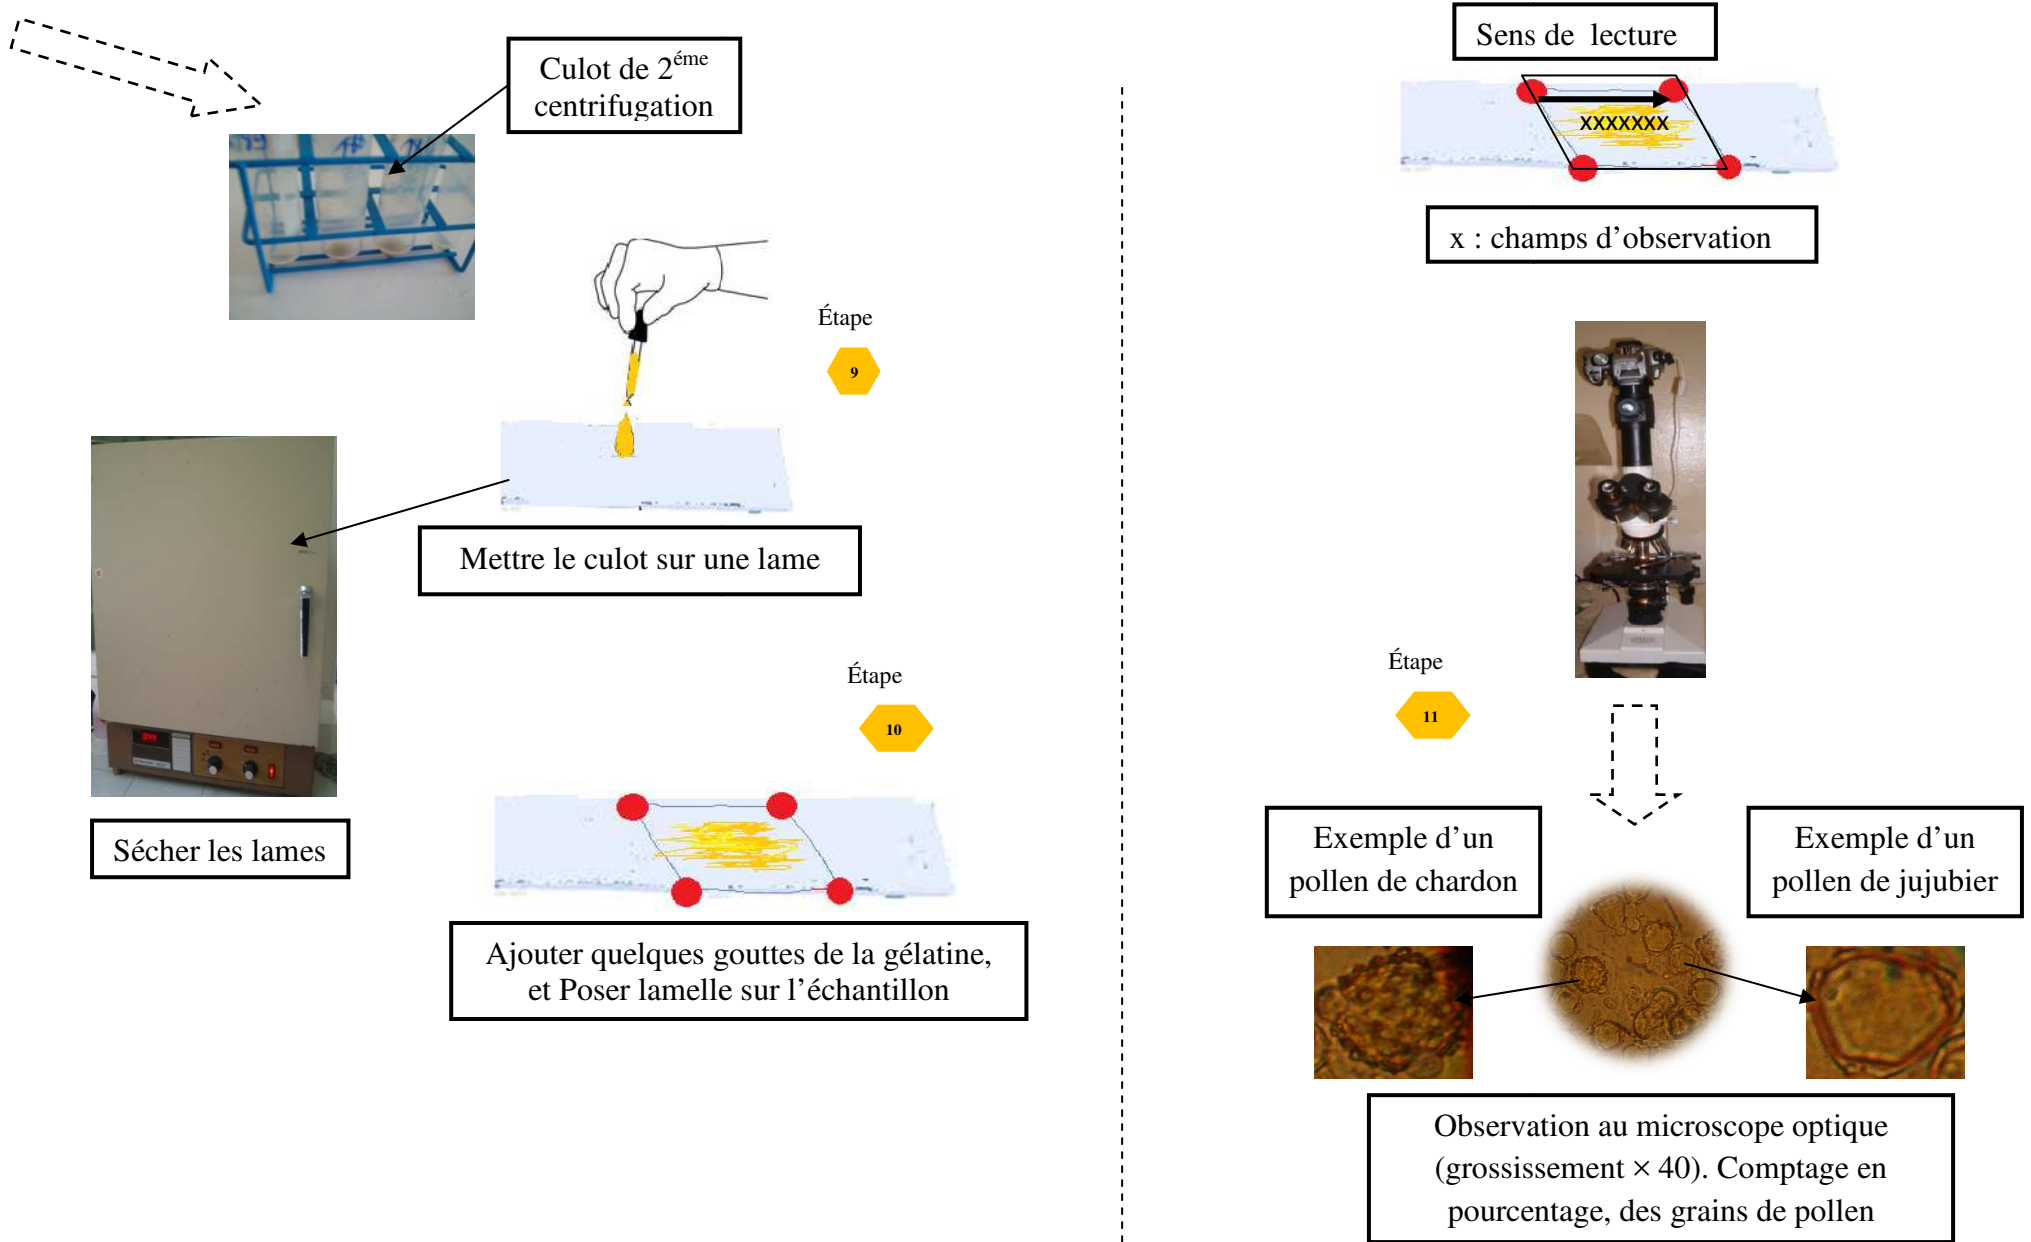 Culot de 2éme
centrifugation
Étape
9
Mettre le culot sur une lame
Sécher les lames
Étape
10
Ajouter quelques gouttes de la gélatine,
et Poser lamelle sur l’échantillon
Sens de lecture
xxxxxxx
x : champs d’observation
Étape
11
Exemple d’un
pollen de chardon
Exemple d’un
pollen de jujubier
Observation au microscope optique
(grossissement × 40). Comptage en
pourcentage, des grains de pollen